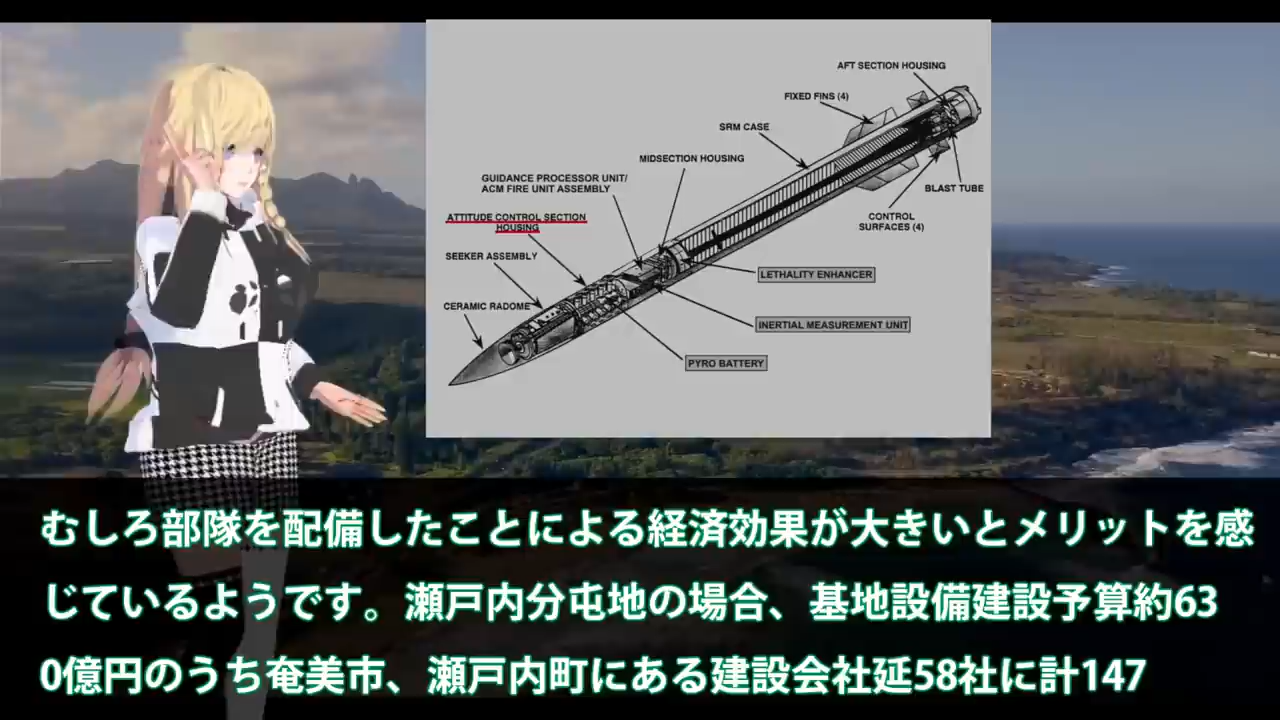 AFT SECTION HOUSING
FIXED FINS (4)
SRM CASE
MIDSECTION HOUSING
GUIDANCE PROCESSOR UNIT/
ACM FIRE UNIT ASSEMBLY
BLAST TUBE
ATTITUDE CONTROL SECTION
HOUSING
CONTROL
SURFACES (4)
SEEKER ASSEMBLY
LETHALITY ENHANCER
CERAMIC RADOME
INERTIAL MEASUREMENT UNIT
PYRO BATTERY
むしろ部隊を配備したことによる経済効果が大きいとメリットを感
じているようです。瀬戸内分屯地の場合、基地設備建設予算約63
0億円のうち奄美市、瀬戸内町にある建設会社延58社に計147